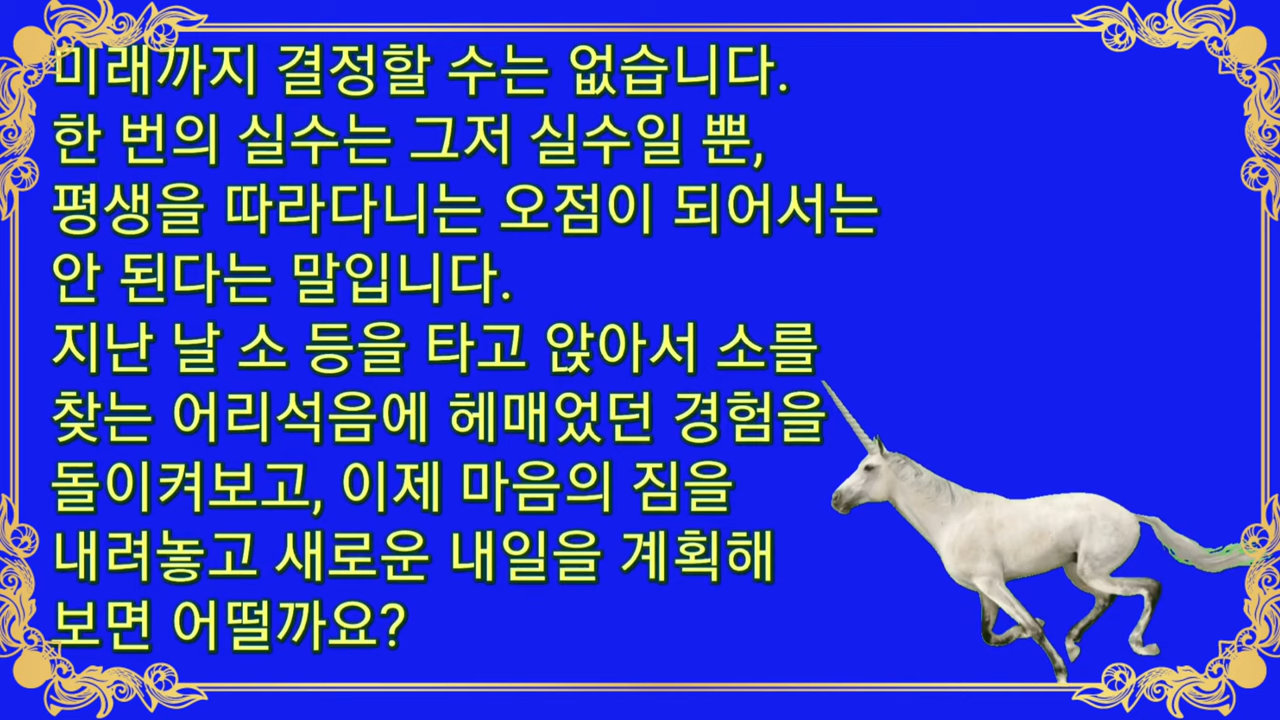 미래까지 결정할 수는 없습니다.
한 번의 실수는 그저 실수일 뿐,
평생을 따라다니는 오점이 되어서는
안 된다는 말입니다.
지난 날 소 등을 타고 앉아서 소를
찾는 어리석음에 헤매었던 경험을
돌이켜보고, 이제 마음의 짐을
내려놓고 새로운 내일을 계획해
보면 어떨까요?